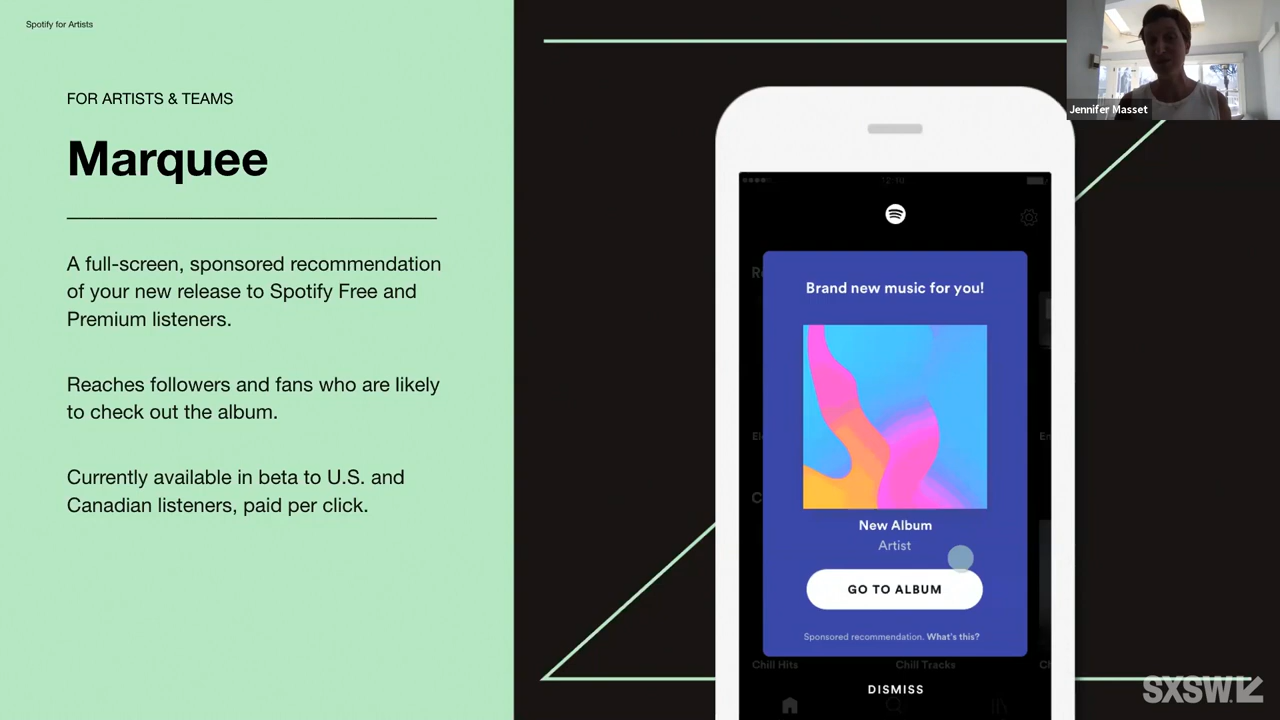 Spotify for Artists
FOR ARTISTS & TEAMS
Marquee
A full-screen, sponsored recommendation
of your new release to Spotify Free and
Premium listeners.
Reaches followers and fans who are likely
to check out the album.
Currently available in beta to U.S. and
Canadian listeners, paid per click.
Jennifer Masset
Brand new music for you!
New Album
Artist
GO TO ALBUM
Sponsored recommendation. What's this?
Chill Hits
Chill Tracks
DISMISS
SXSW